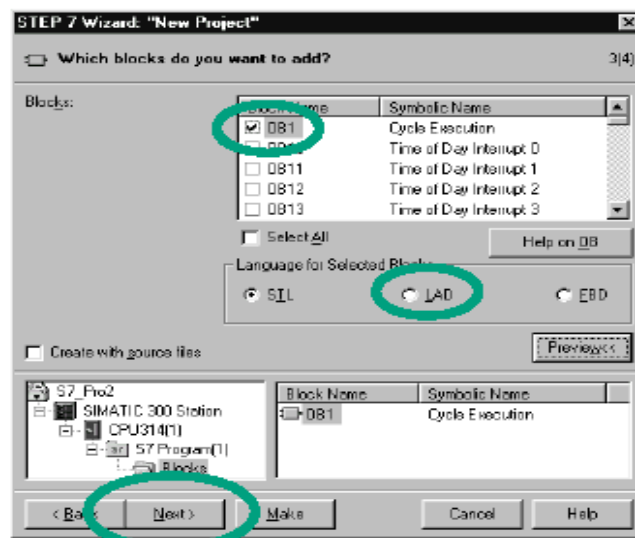 STEP 7 Wizard: "New Project"
Which blocks do you want to add? 3(4)
Blocks:
Block Name Symbolic Name
OB1 Cycle Execution
OB10 Time of Day Interrupt 0
OB11 Time of Day Interrupt 1
OB12 Time of Day Interrupt 2
OB13 Time of Day Interrupt 3
Select All
Help on OB
Language for Selected Blocks
STL LAD FBD
Create with source files
Preview<<
S7_Pro2
SIMATIC 300 Station
CPU314(1)
S7 Program(1)
Blocks
Block Name Symbolic Name
OB1 Cycle Execution
< Back Next > Make Cancel Help